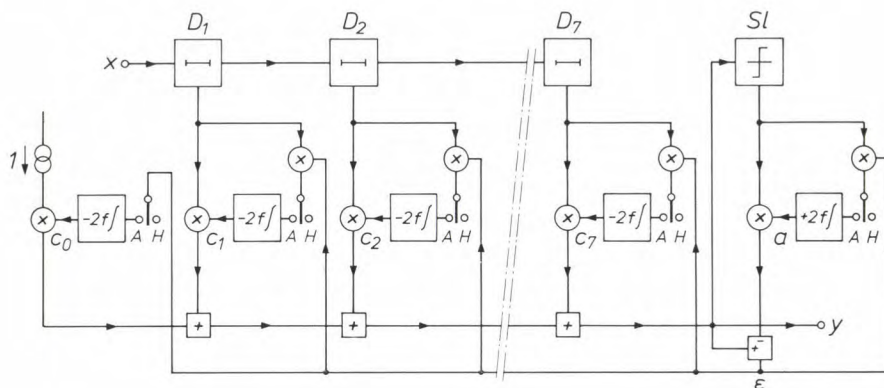 D1 D2 D7 Sl
x
1
× × × × × × × ×
-2f∫ A H -2f∫ A H -2f∫ A H -2f∫ A H +2f∫ A H
c0 c1 c2 c7 a
+ + + y
+ -
ε